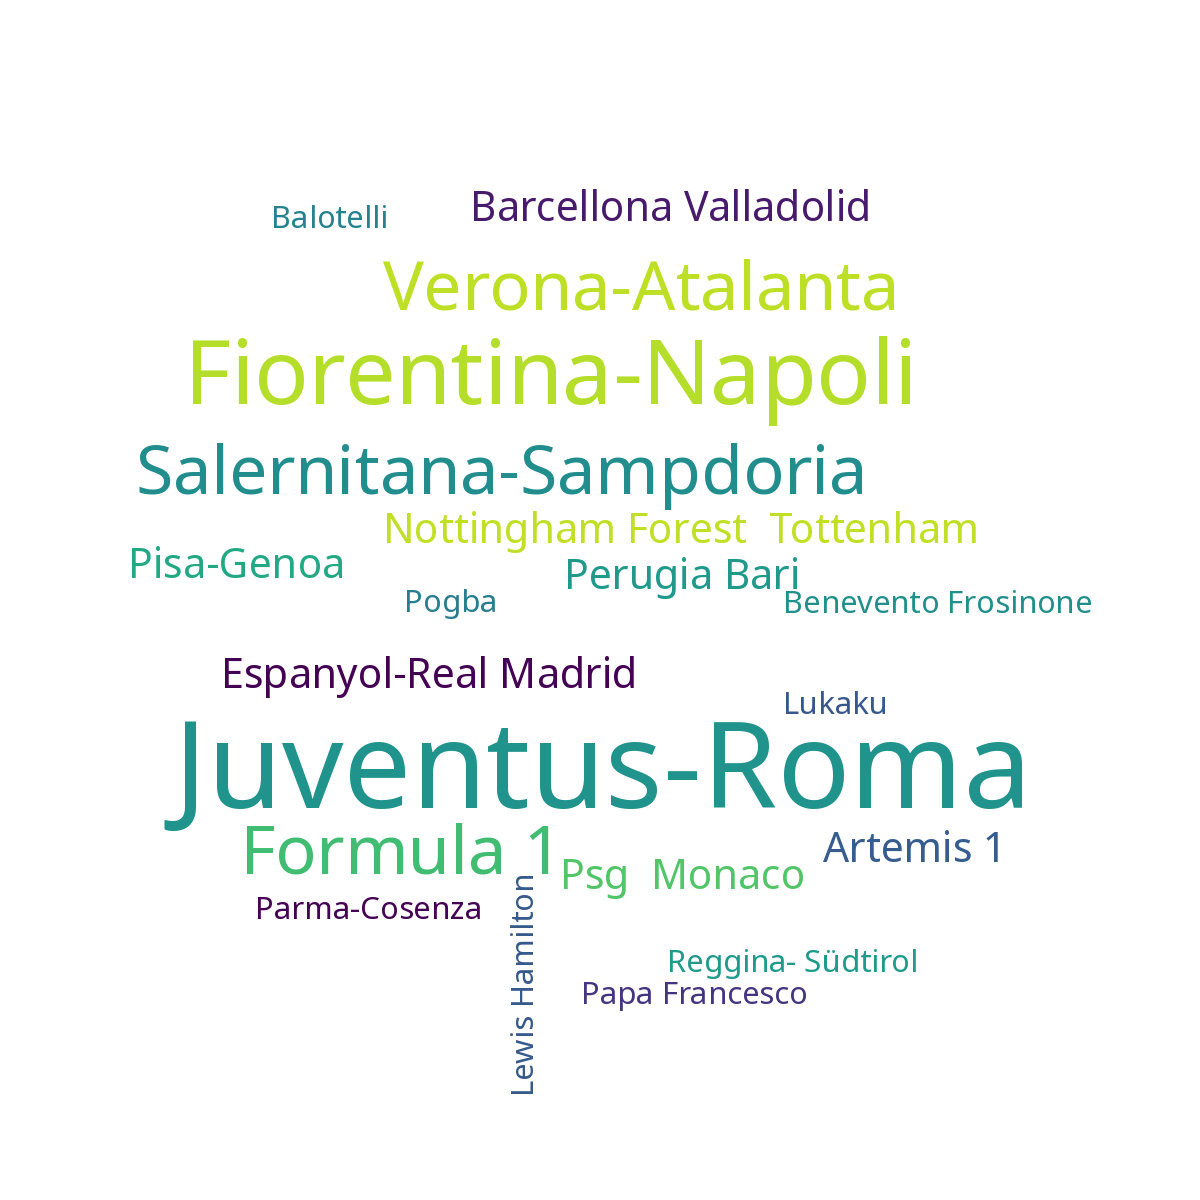 Barcellona Valladolid
Balotelli
Verona-Atalanta
Fiorentina-Napoli
Salernitana-Sampdoria
Nottingham Forest  Tottenham
Pisa-Genoa
Perugia Bari
Pogba
Benevento Frosinone
Espanyol-Real Madrid
Lukaku
Juventus-Roma
Formula 1
Artemis 1
Psg  Monaco
Parma-Cosenza
Lewis Hamilton
Reggina- Südtirol
Papa Francesco